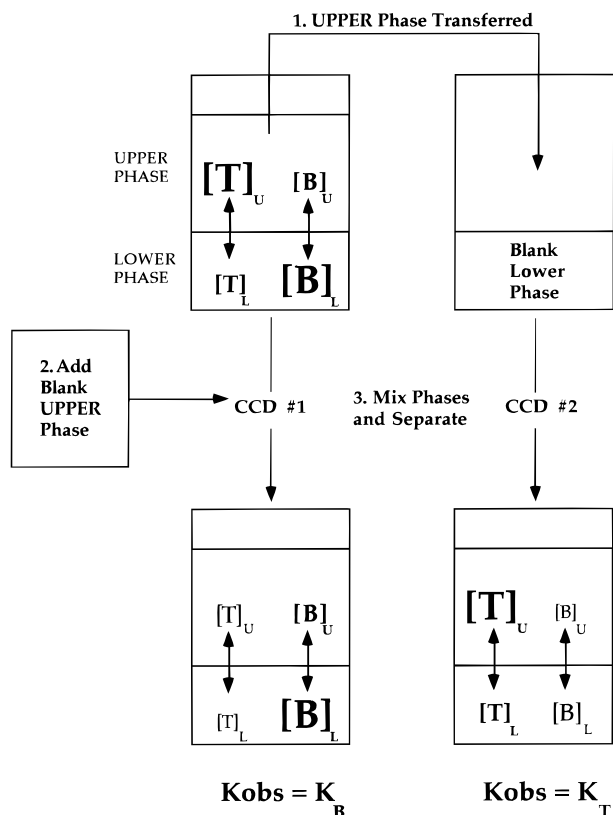 1. UPPER Phase Transferred
UPPER
PHASE
[T]U
[B]U
LOWER
PHASE
[T]L
[B]L
Blank
Lower
Phase
2. Add
Blank
UPPER
Phase
CCD #1
3. Mix Phases
and Separate
CCD #2
[T]U
[B]U
[T]L
[B]L
[T]U
[B]U
[T]L
[B]L
Kobs = KB
Kobs = KT